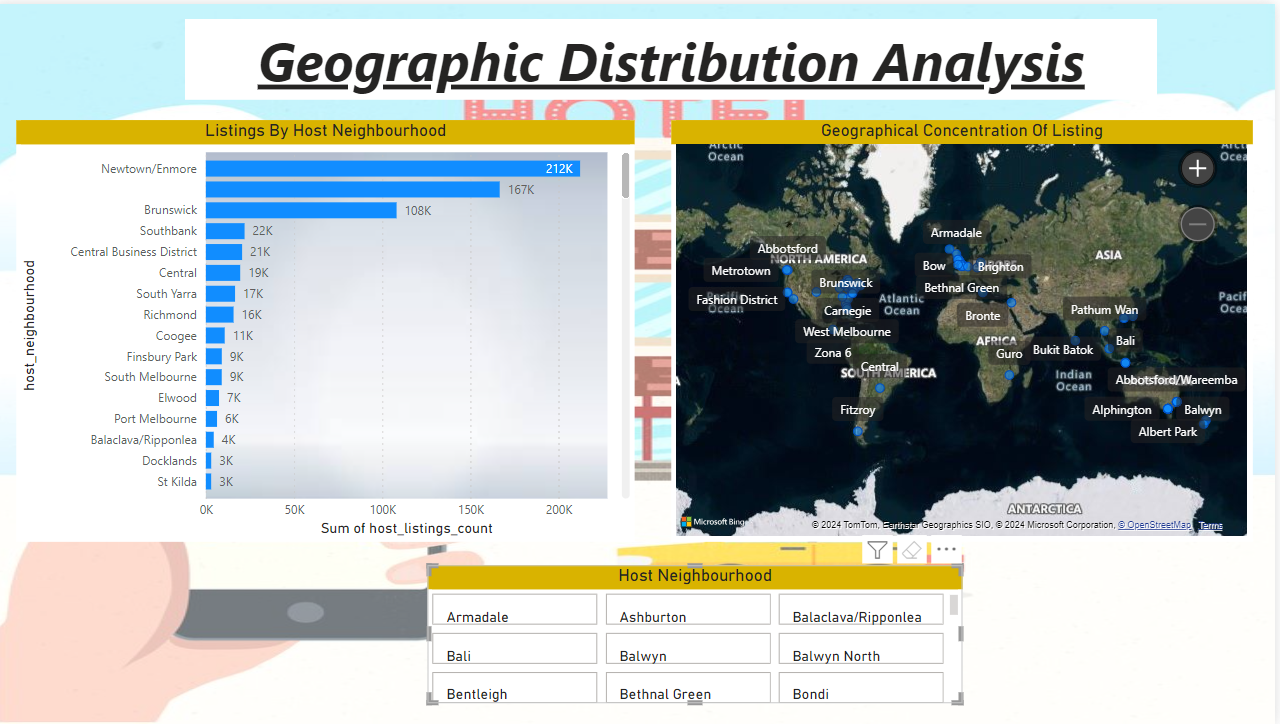 Geographic Distribution Analysis
HOTEL
Listings By Host Neighbourhood
host_neighbourhood
Newtown/Enmore 212K
167K
Brunswick 108K
Southbank 22K
Central Business District 21K
Central 19K
South Yarra 17K
Richmond 16K
Coogee 11K
Finsbury Park 9K
South Melbourne 9K
Elwood 7K
Port Melbourne 6K
Balaclava/Ripponlea 4K
Docklands 3K
St Kilda 3K
0K 50K 100K 150K 200K
Sum of host_listings_count
Geographical Concentration Of Listing
Arctic
Ocean
Armadale
Abbotsford
NORTH AMERICA
ASIA
Metrotown
Bow
Brighton
Brunswick
Bethnal Green
Fashion District
Pacific
Ocean
Atlantic
Ocean
Carnegie
Bronte
Pathum Wan
West Melbourne
AFRICA
Bali
Zona 6
Guro
Bukit Batok
Central
SOUTH AMERICA
Indian
Ocean
Abbotsford/Wareemba
Fitzroy
Alphington
Balwyn
Albert Park
ANTARCTICA
Microsoft Bing
© 2024 TomTom, Earthstar Geographics SIO, © 2024 Microsoft Corporation, © OpenStreetMap Terms
Host Neighbourhood
Armadale Ashburton Balaclava/Ripponlea
Bali Balwyn Balwyn North
Bentleigh Bethnal Green Bondi